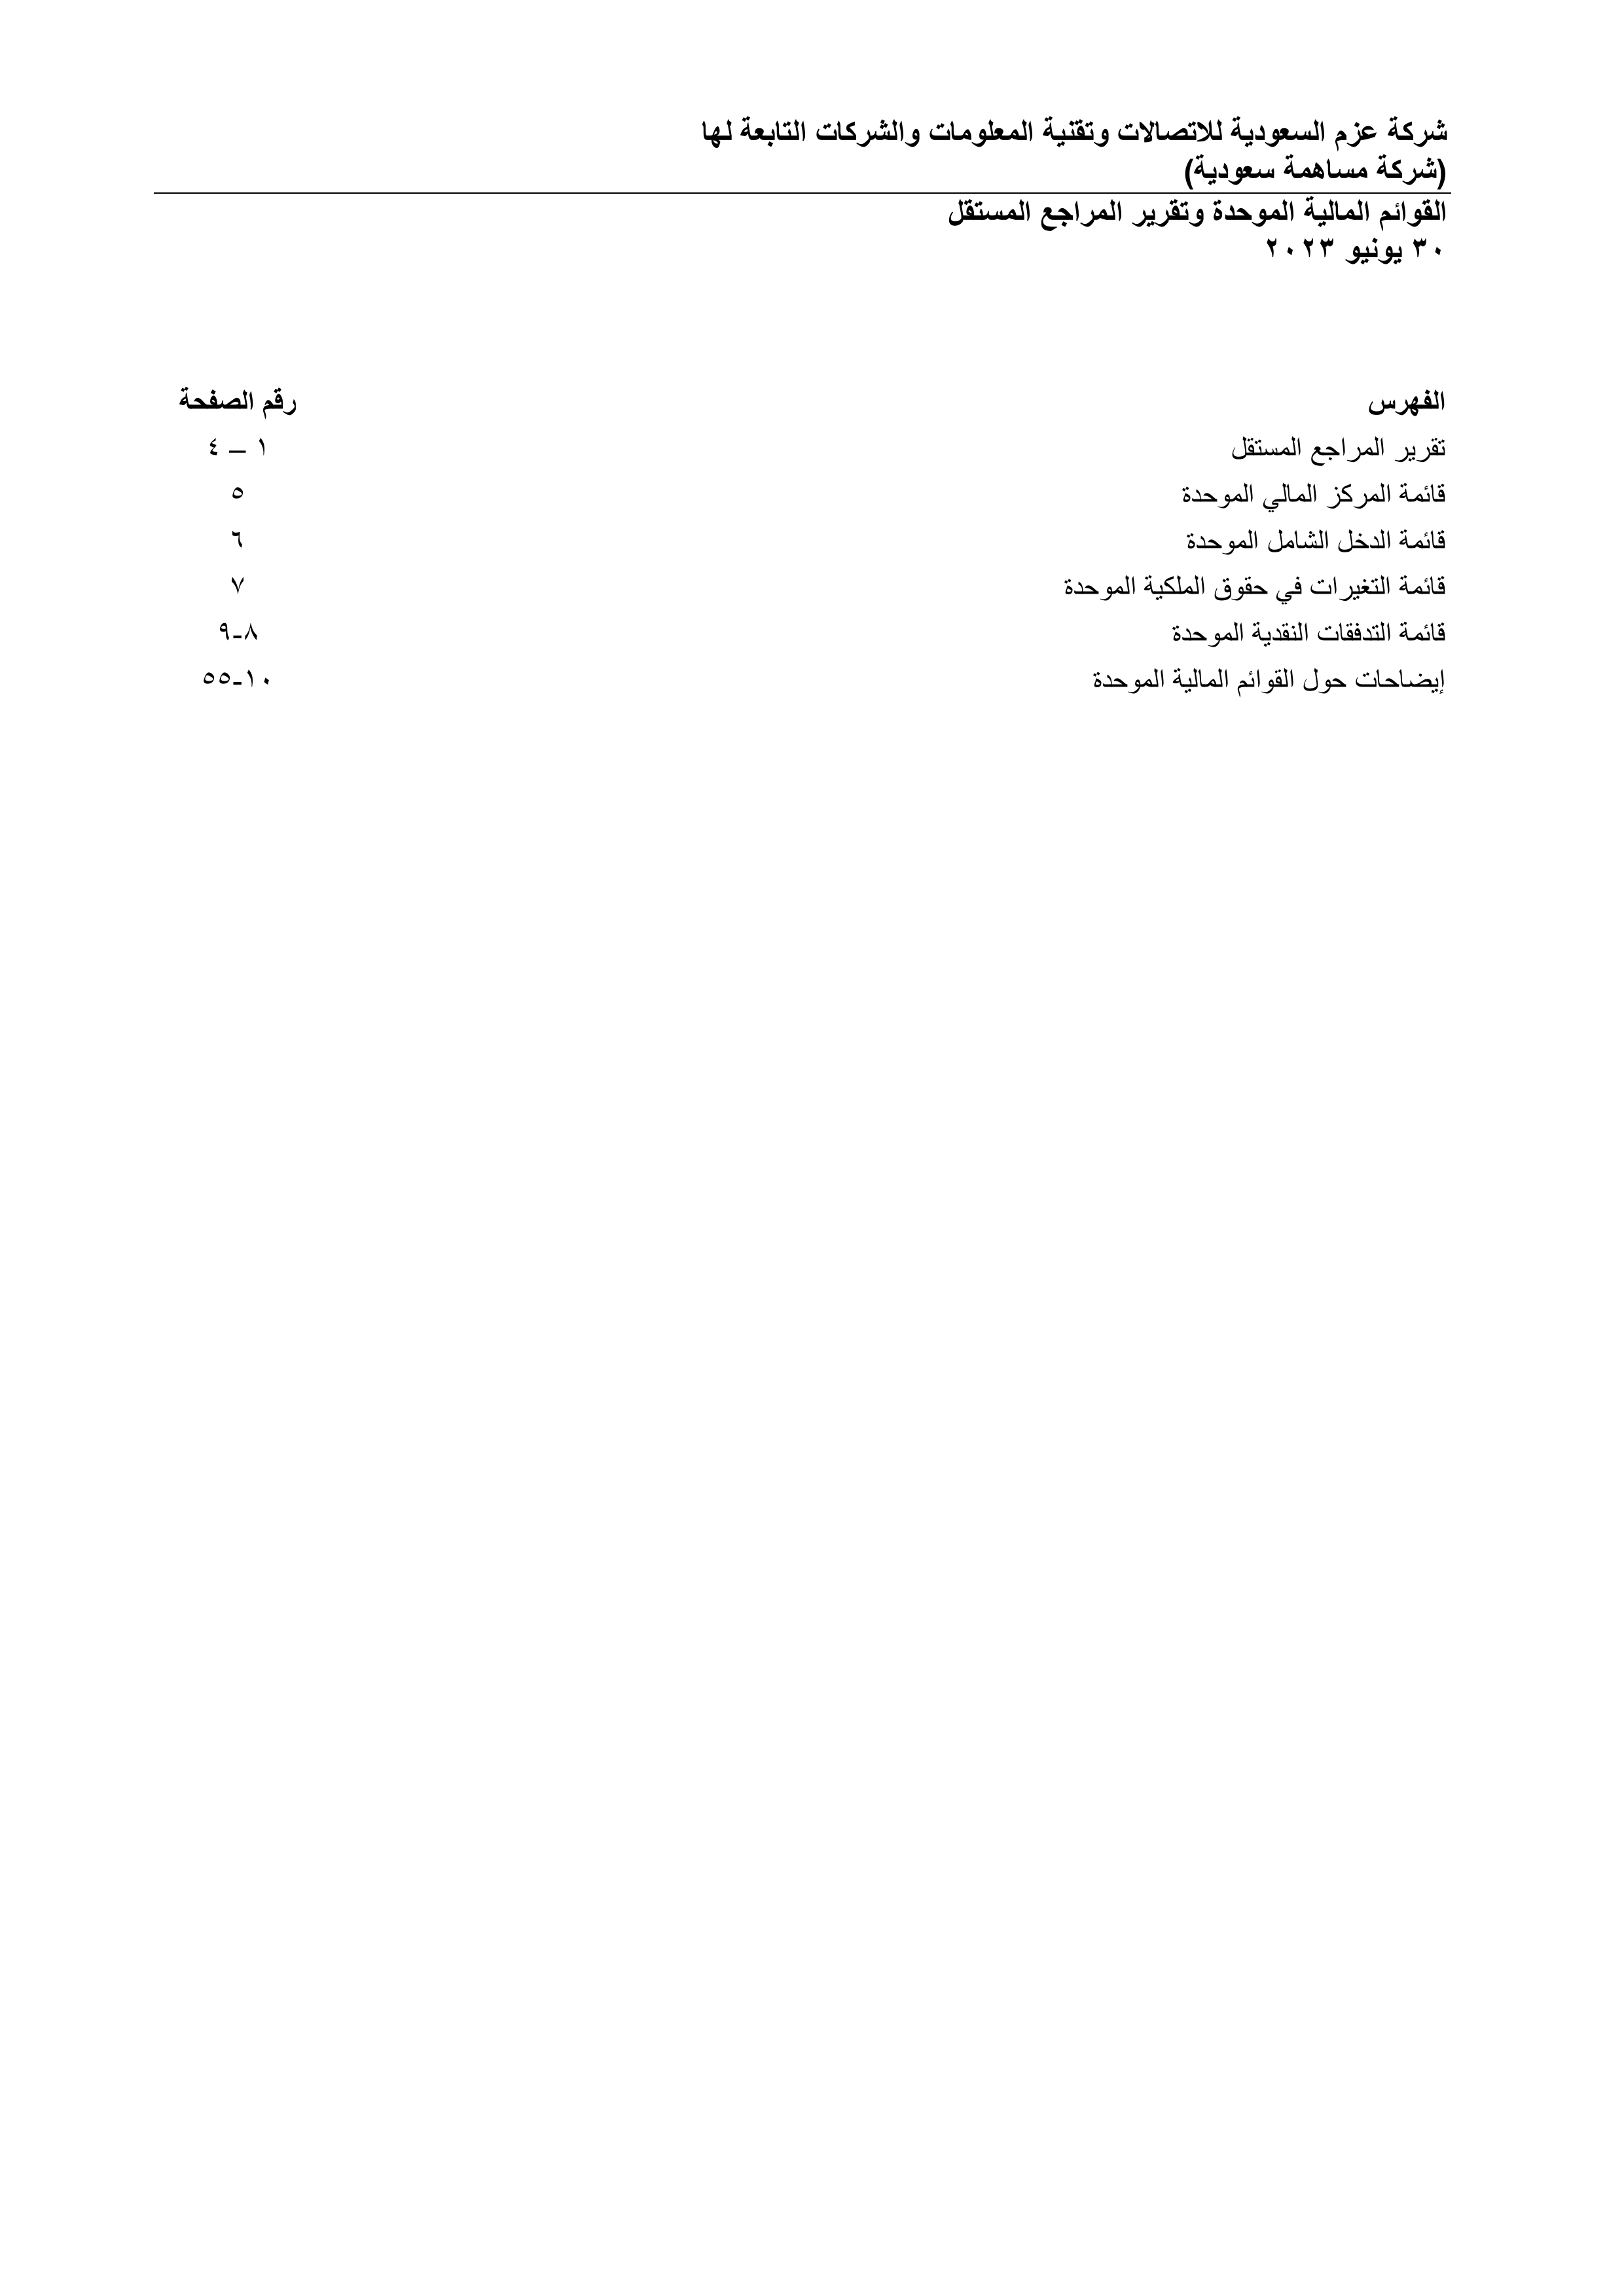 شركة عزم السعودية للاتصالات وتقنية المعلومات والشركات التابعة لها
(شركة مساهمة سعودية)
القوائم المالية الموحدة وتقرير المراجع المستقل
٣٠ يونيو ٢٠٢٣
الفهرس رقم الصفحة
تقرير المراجع المستقل ١ – ٤
قائمة المركز المالي الموحدة ٥
قائمة الدخل الشامل الموحدة ٦
قائمة التغيرات في حقوق الملكية الموحدة ٧
قائمة التدفقات النقدية الموحدة ٨-٩
إيضاحات حول القوائم المالية الموحدة ١٠-٥٥